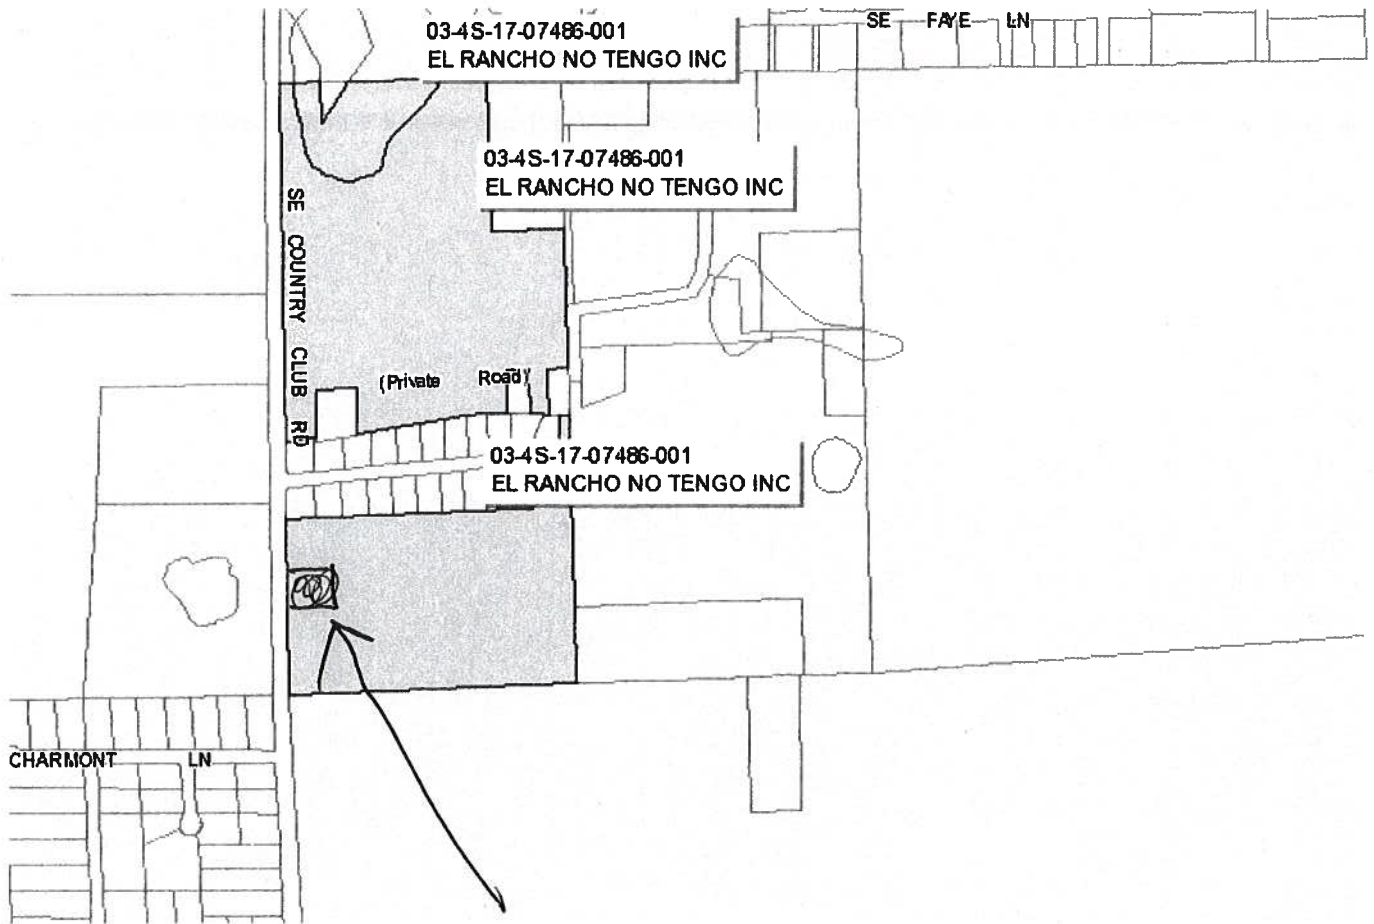 03-4S-17-07486-001
EL RANCHO NO TENGO INC
SE FAYE LN
03-4S-17-07486-001
EL RANCHO NO TENGO INC
SE COUNTRY CLUB RD
(Private Road)
03-4S-17-07486-001
EL RANCHO NO TENGO INC
CHARMONT LN